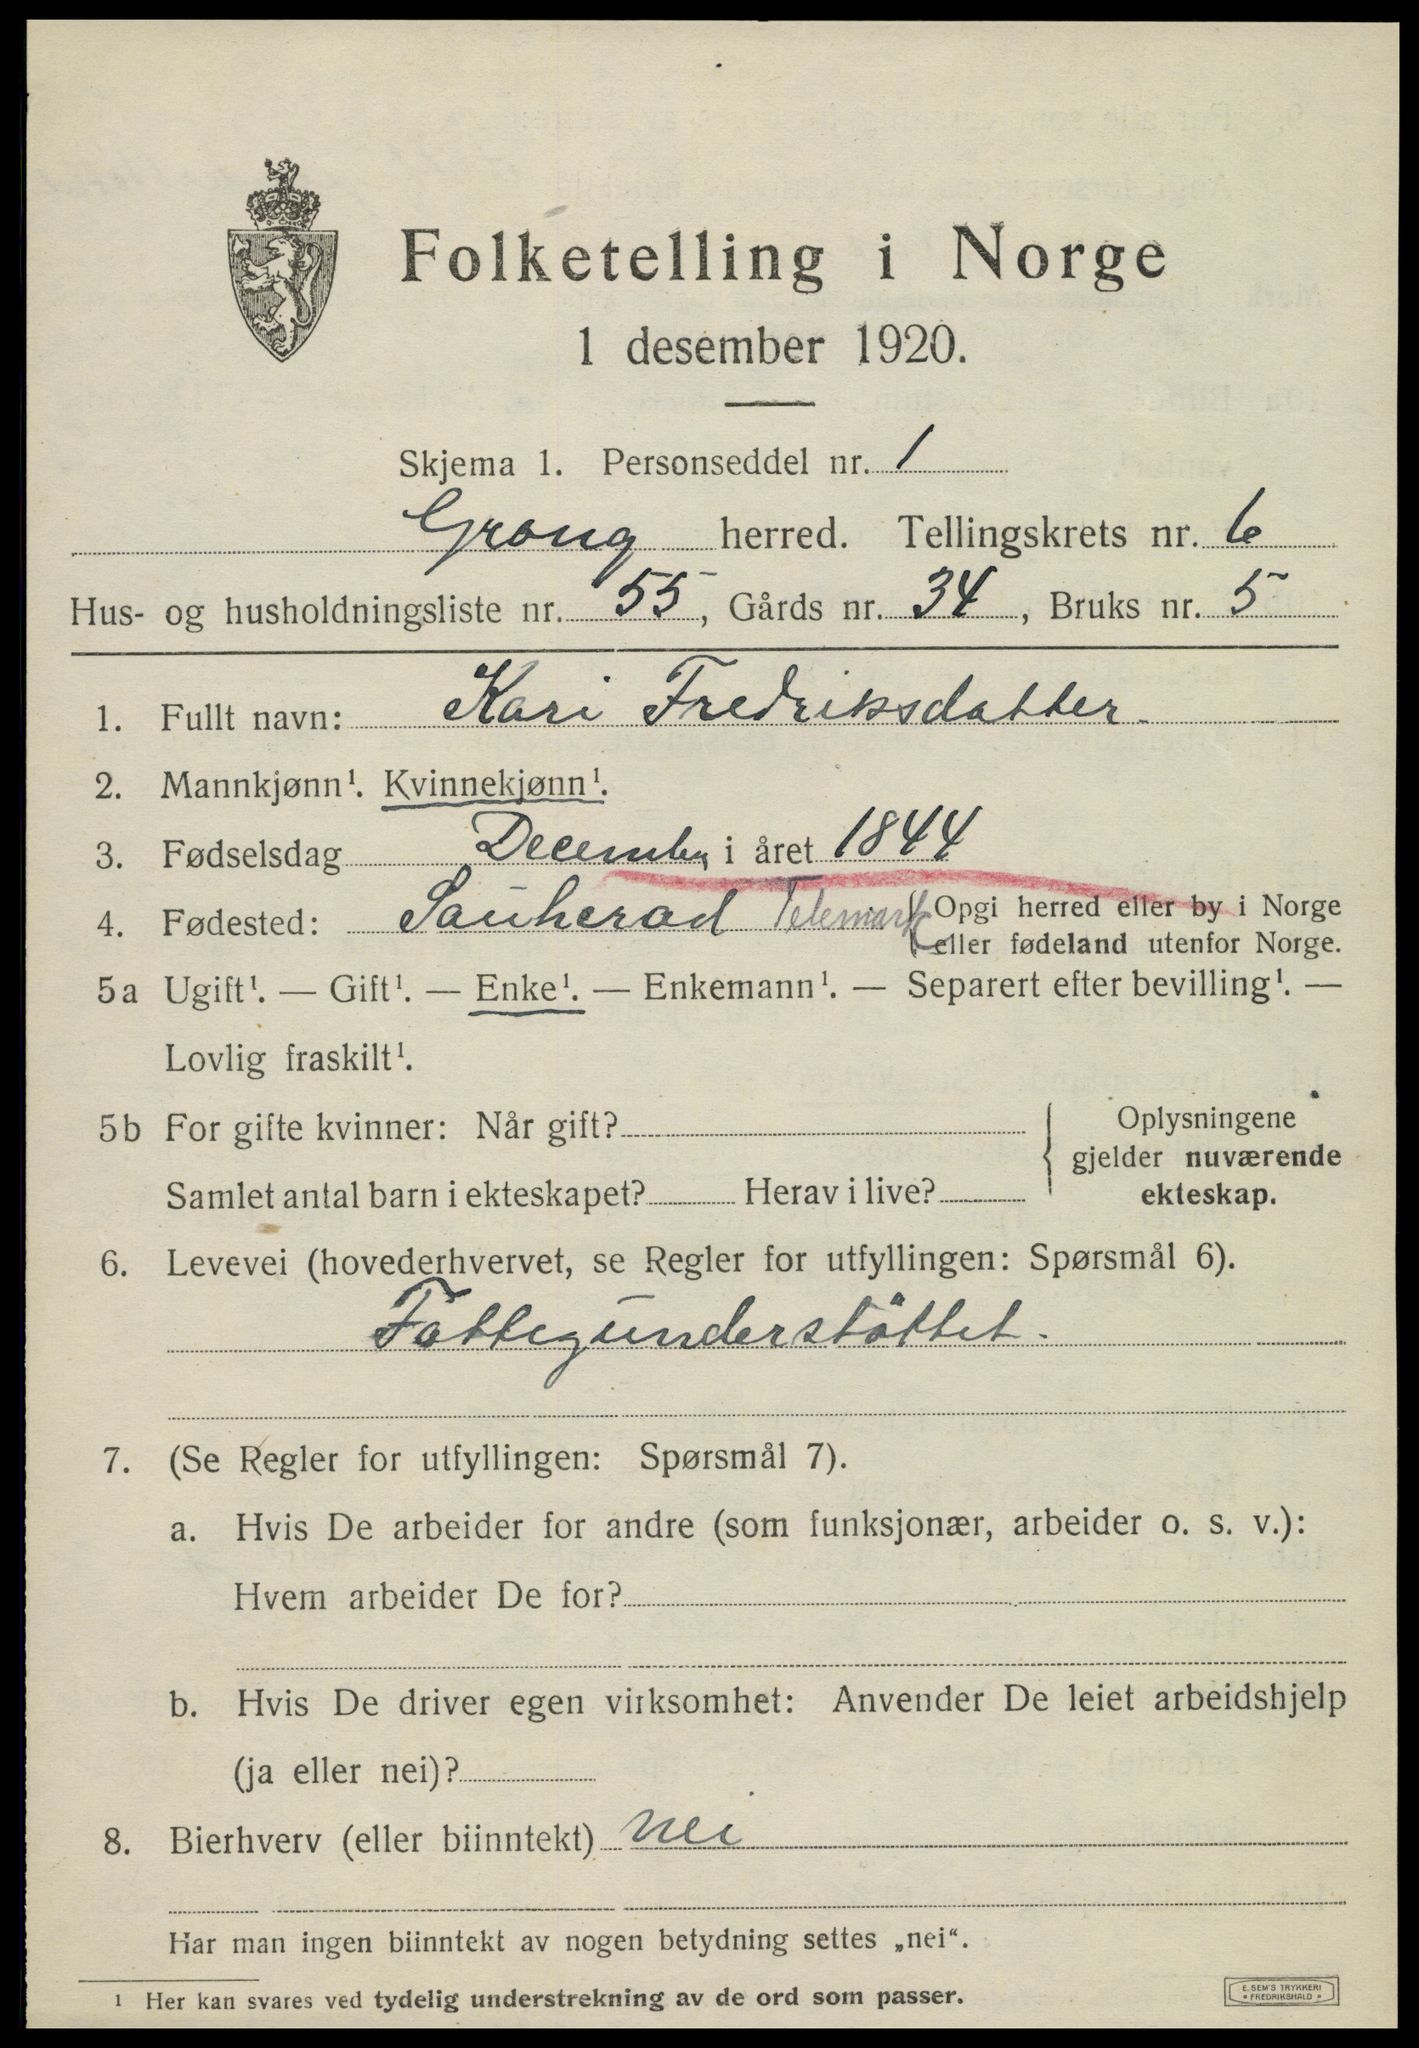 Folketelling i Norge
1 desember 1920.
Skjema 1. Personseddel nr. 1
Grong herred. Tellingskrets nr. 6
Hus- og husholdningsliste nr. 55, Gårds nr. 34, Bruks nr. 5
1. Fullt navn: Kari Fredriksdatter.
2. Mannkjønn¹. Kvinnekjønn¹.
3. Fødselsdag December i året 1844
4. Fødested: Sauherad Telemark { Opgi herred eller by i Norge
eller fødeland utenfor Norge.
5a Ugift¹. — Gift¹. — Enke¹. — Enkemann¹. — Separert efter bevilling¹. —
Lovlig fraskilt¹.
5b For gifte kvinner: Når gift?
Samlet antal barn i ekteskapet? Herav i live?
Oplysningene
gjelder nuværende
ekteskap.
6. Levevei (hovederhvervet, se Regler for utfyllingen: Spørsmål 6).
Fattigunderstöttet.
7. (Se Regler for utfyllingen: Spørsmål 7).
a. Hvis De arbeider for andre (som funksjonær, arbeider o. s. v.):
Hvem arbeider De for?
b. Hvis De driver egen virksomhet: Anvender De leiet arbeidshjelp
(ja eller nei)?
8. Bierhverv (eller biinntekt) nei
Har man ingen biinntekt av nogen betydning settes „nei“.
¹ Her kan svares ved tydelig understrekning av de ord som passer.
E. SEM'S TRYKKERI
* FREDRIKSHALD *